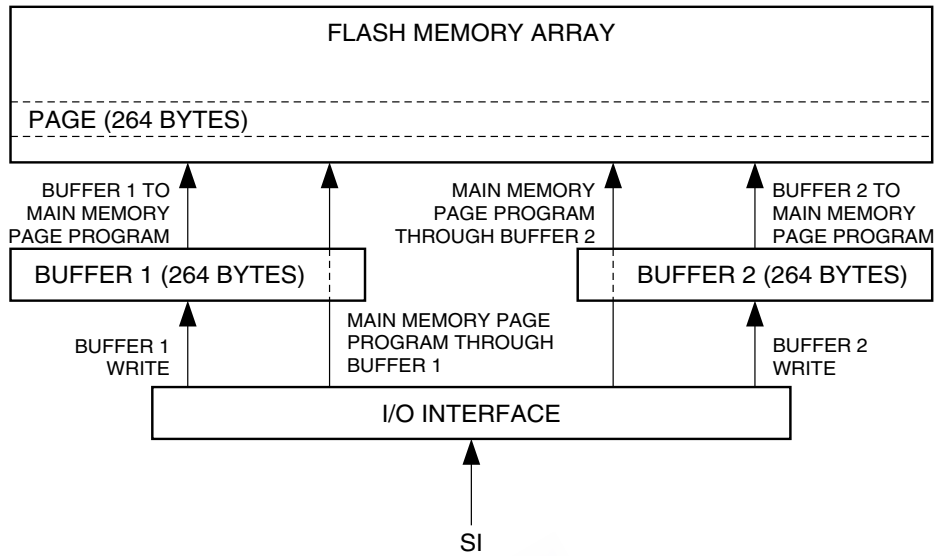 FLASH MEMORY ARRAY
PAGE (264 BYTES)
BUFFER 1 TO
MAIN MEMORY
PAGE PROGRAM
MAIN MEMORY
PAGE PROGRAM
THROUGH BUFFER 2
BUFFER 2 TO
MAIN MEMORY
PAGE PROGRAM
BUFFER 1 (264 BYTES)
BUFFER 2 (264 BYTES)
BUFFER 1
WRITE
MAIN MEMORY PAGE
PROGRAM THROUGH
BUFFER 1
BUFFER 2
WRITE
I/O INTERFACE
SI